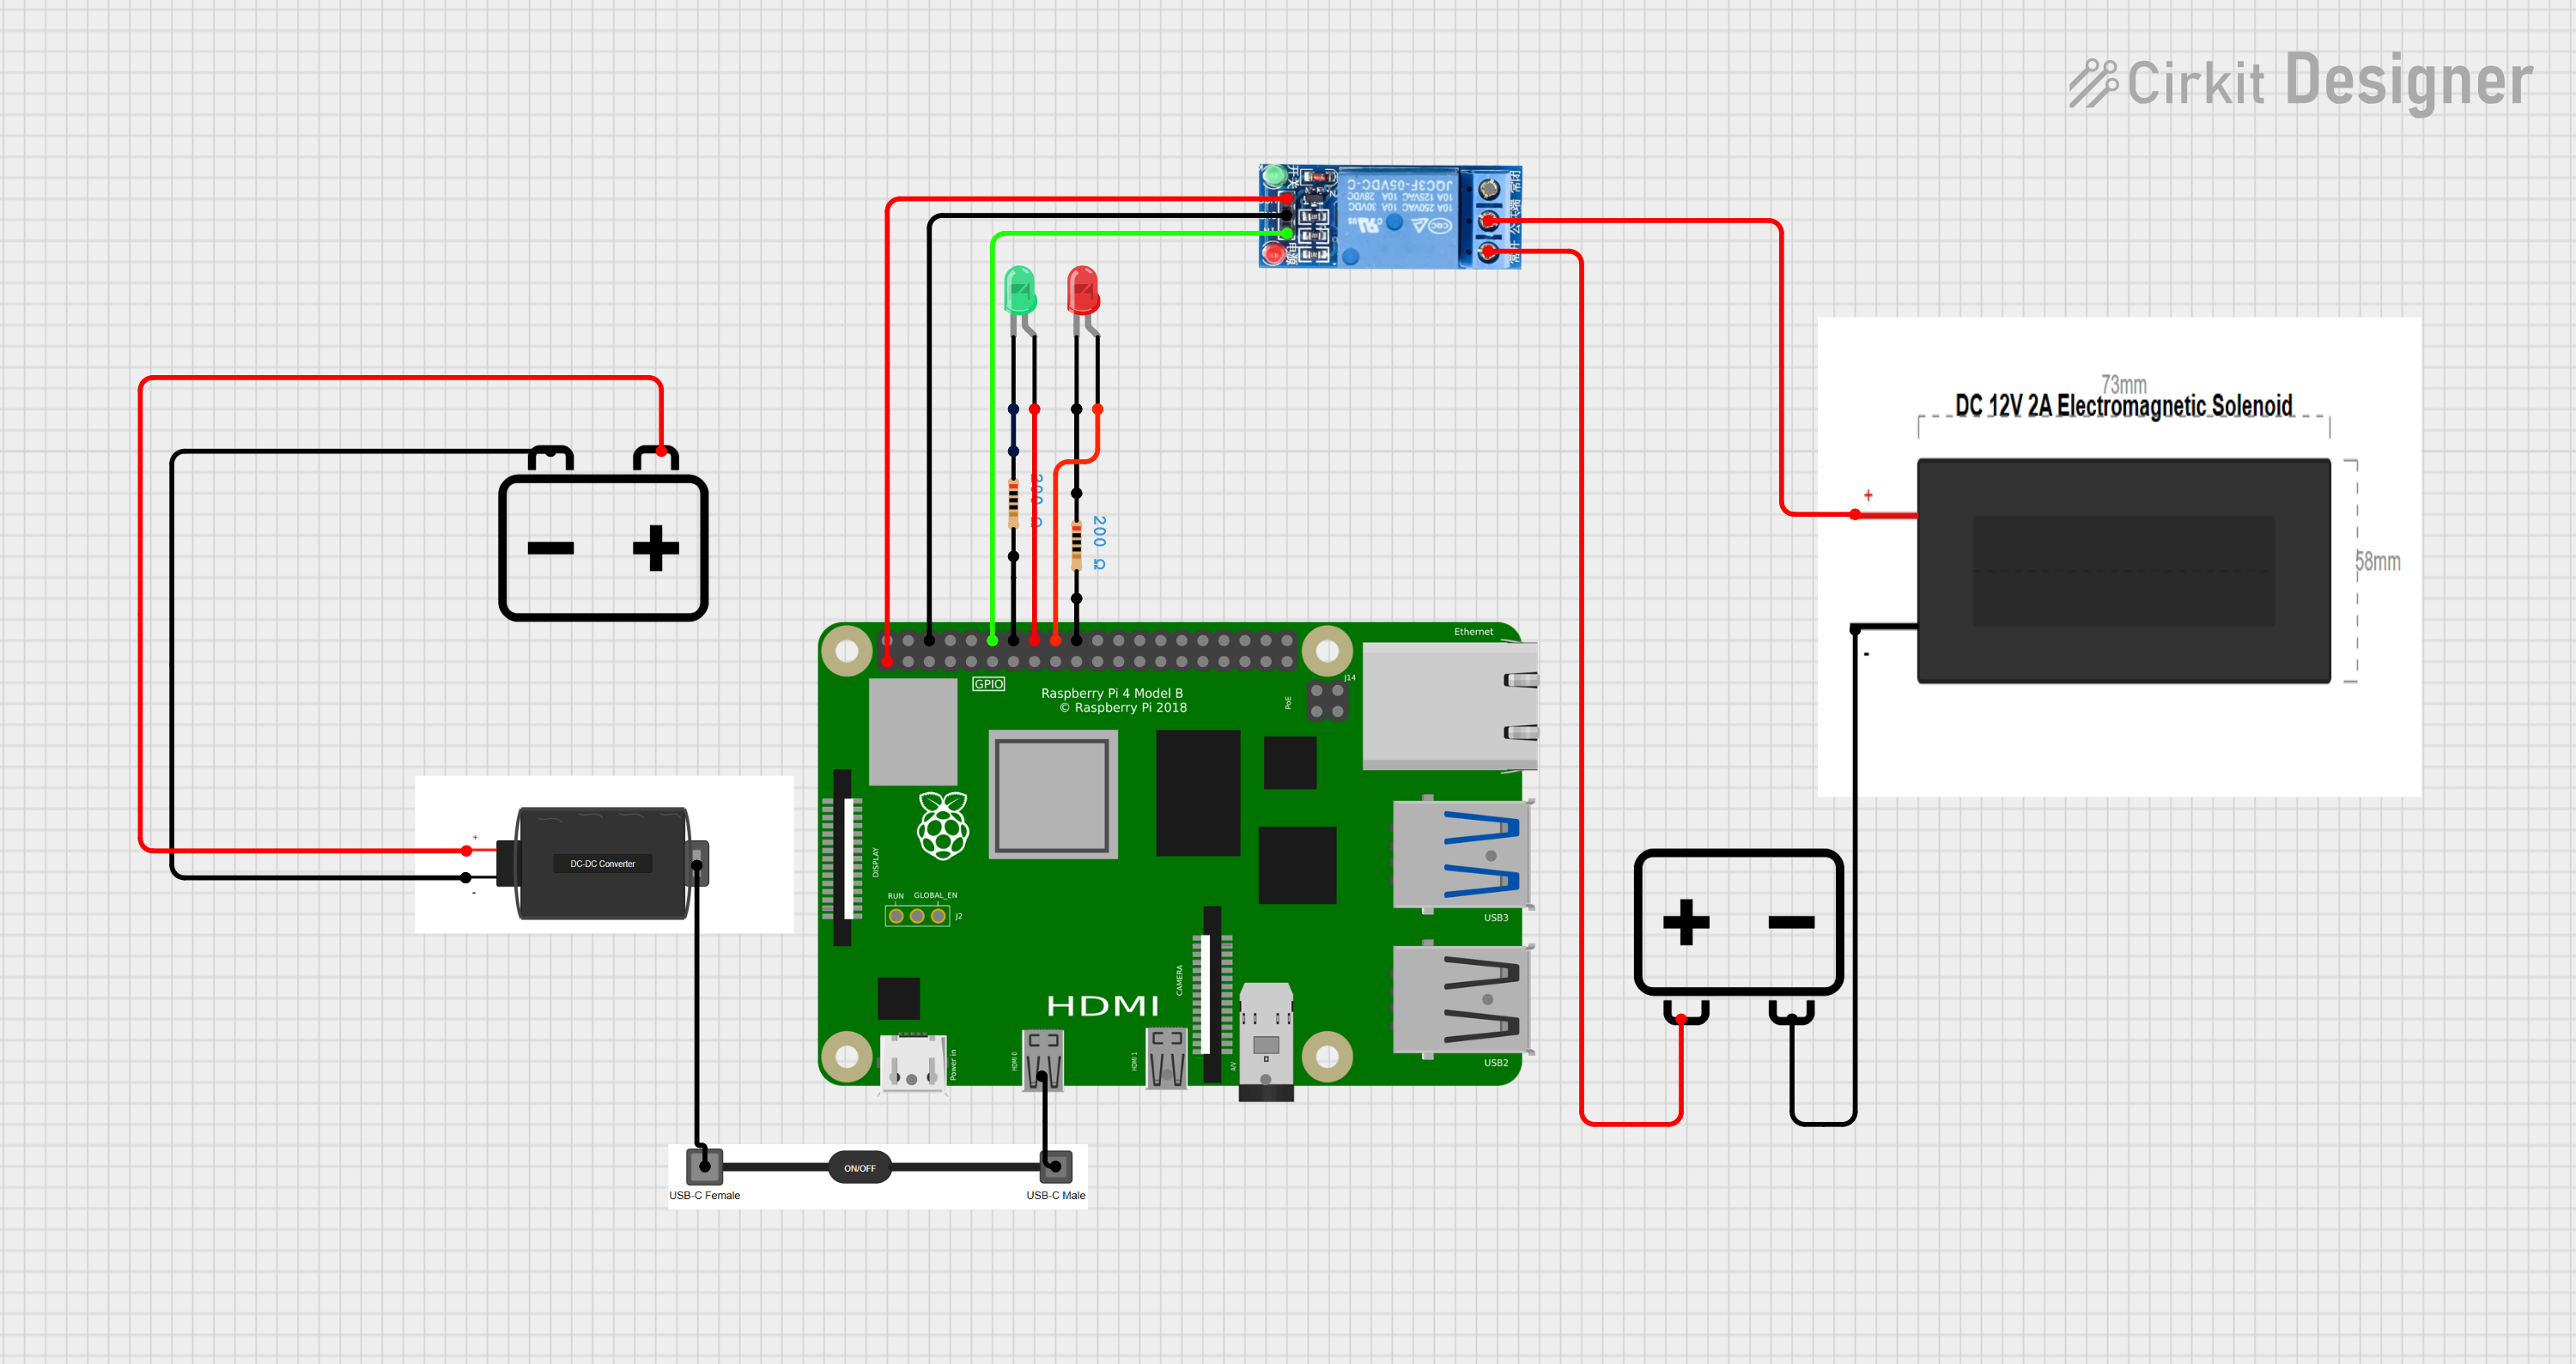 Cirkit Designer
JQC3F-05VDC-C
10A 250VAC 10A 30VDC
10A 125VAC 10A 28VDC
CQC
73mm
DC 12V 2A Electromagnetic Solenoid
+
58mm
-
200 Ω
200 Ω
Ethernet
GPIO
Raspberry Pi 4 Model B
© Raspberry Pi 2018
J14
PoE
DISPLAY
RUN
GLOBAL_EN
J2
USB3
CAMERA
HDMI
Power in
HDMI 0
HDMI 1
A/V
USB2
+
DC-DC Converter
-
ON/OFF
USB-C Female
USB-C Male